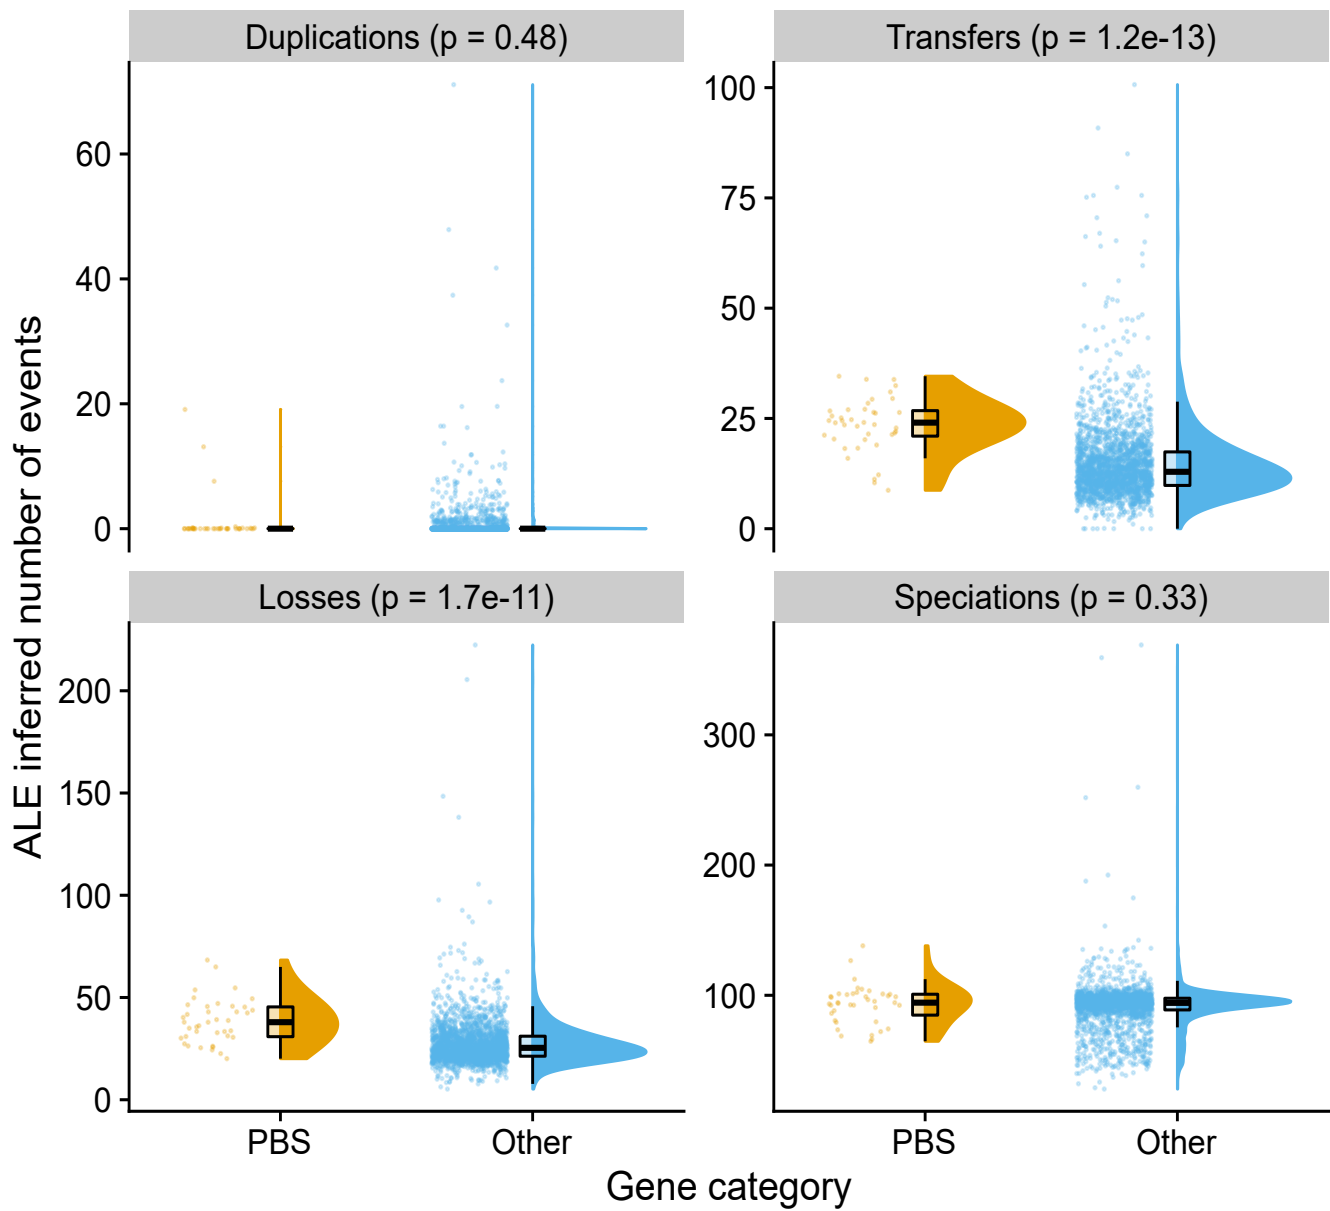 Duplications (p = 0.48)
Transfers (p = 1.2e-13)
60
40
20
0
100
75
50
25
0
Losses (p = 1.7e-11)
Speciations (p = 0.33)
200
150
100
50
0
300
200
100
PBS
Other
PBS
Other
Gene category
ALE inferred number of events